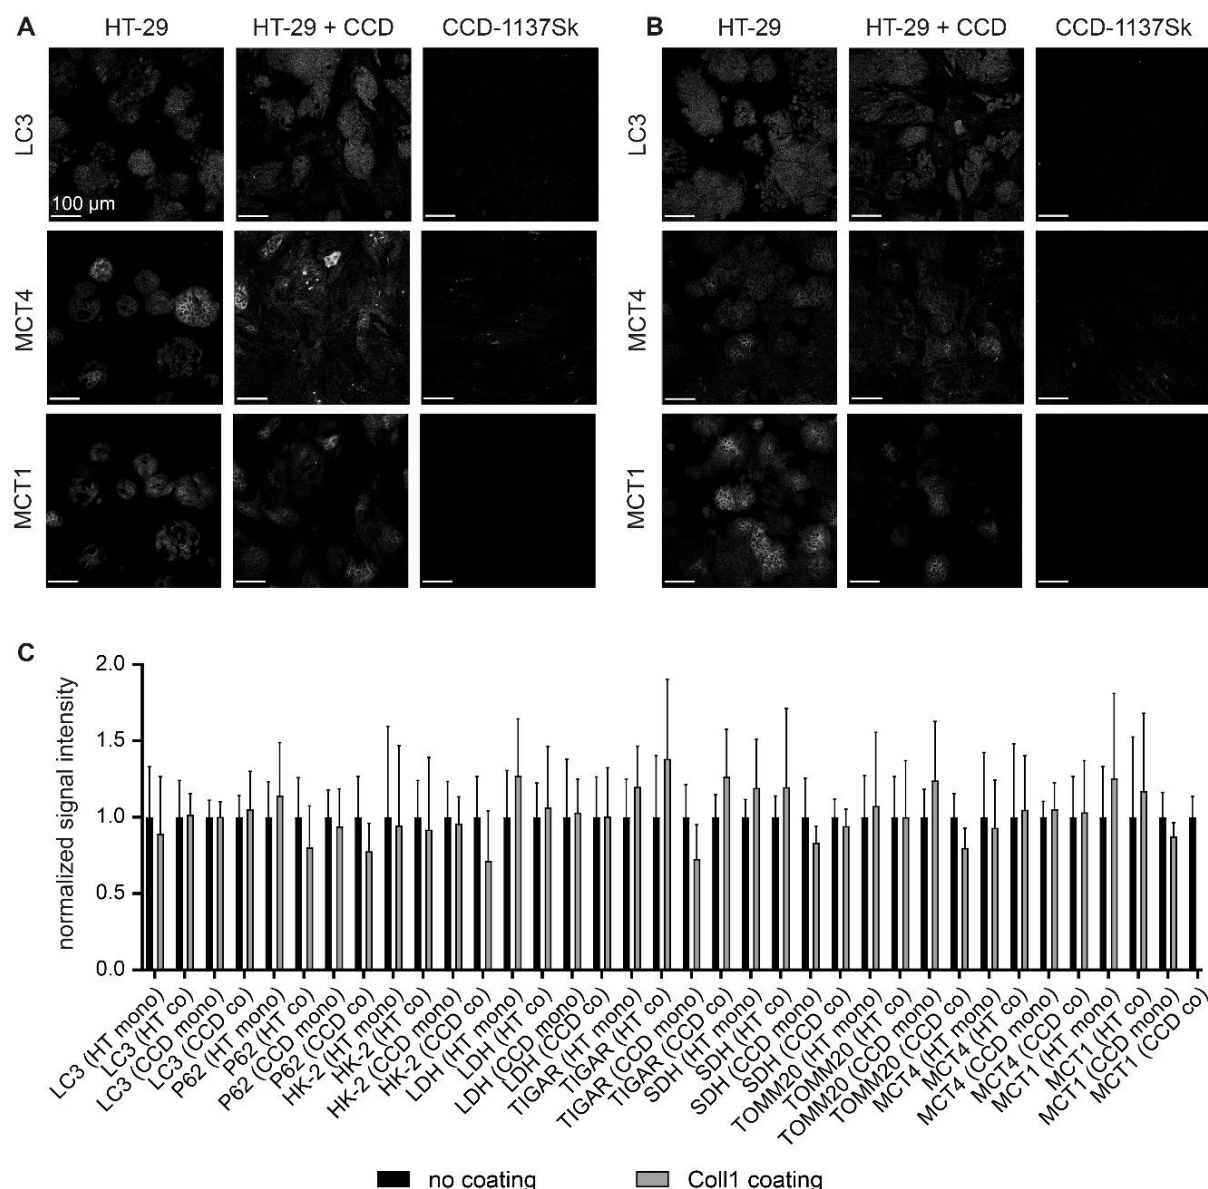 A HT-29 HT-29 + CCD CCD-1137Sk B HT-29 HT-29 + CCD CCD-1137Sk
LC3 LC3
100 µm
MCT4 MCT4
MCT1 MCT1
C
normalized signal intensity
2.0
1.5
1.0
0.5
0.0
LC3 (HT mono)
LC3 (HT co)
LC3 (CCD mono)
LC3 (CCD co)
P62 (HT mono)
P62 (HT co)
P62 (CCD mono)
P62 (CCD co)
HK-2 (HT mono)
HK-2 (HT co)
HK-2 (CCD mono)
HK-2 (CCD co)
LDH (HT mono)
LDH (HT co)
LDH (CCD mono)
LDH (CCD co)
TIGAR (HT mono)
TIGAR (HT co)
TIGAR (CCD mono)
TIGAR (CCD co)
SDH (HT mono)
SDH (HT co)
SDH (CCD mono)
SDH (CCD co)
TOMM20 (HT mono)
TOMM20 (HT co)
TOMM20 (CCD mono)
TOMM20 (CCD co)
MCT4 (HT mono)
MCT4 (HT co)
MCT4 (CCD mono)
MCT4 (CCD co)
MCT1 (HT mono)
MCT1 (HT co)
MCT1 (CCD mono)
MCT1 (CCD co)
no coating Coll1 coating